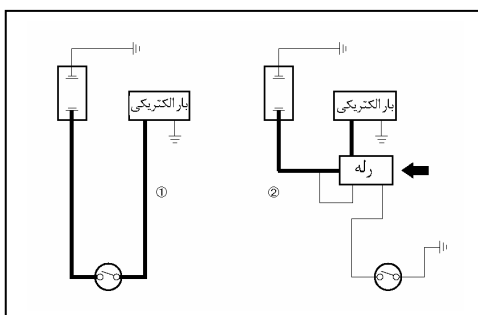 بار الکتریکی
بار الکتریکی
رله
①
②